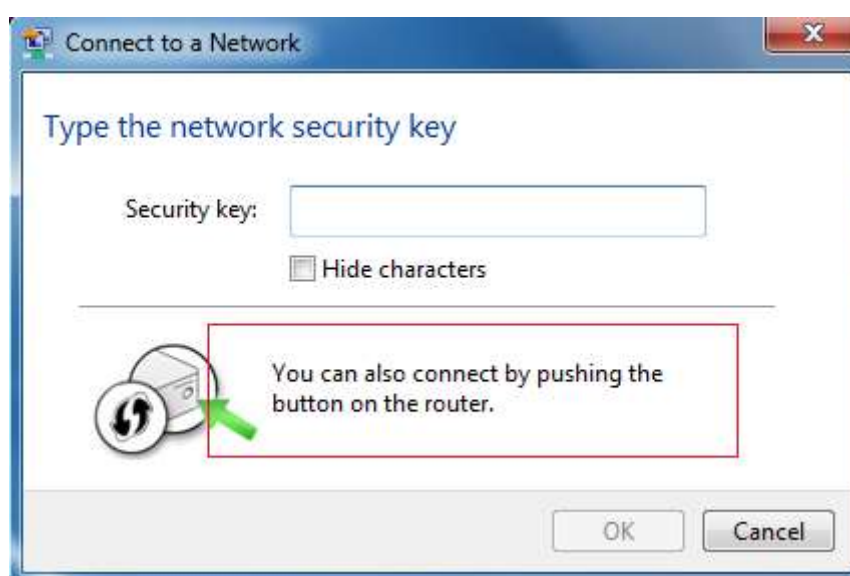 Connect to a Network
Type the network security key
Security key:
Hide characters
You can also connect by pushing the
button on the router.
OK Cancel